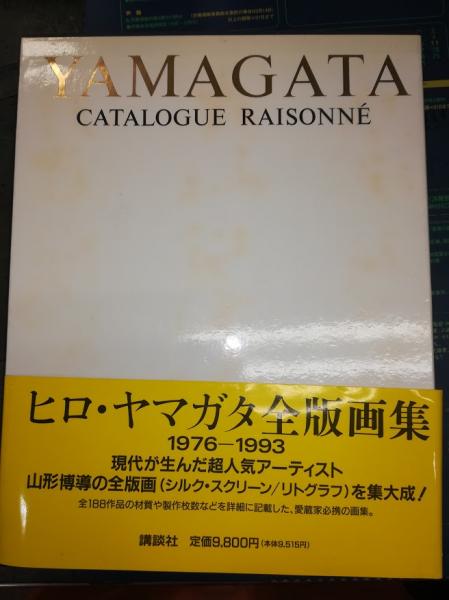 YAMAGATA
CATALOGUE RAISONNÉ
ヒロ・ヤマガタ全版画集
1976—1993
現代が生んだ超人気アーティスト
山形博導の全版画（シルク・スクリーン/リトグラフ）を集大成！
全188作品の材質や製作枚数などを詳細に記載した、愛蔵家必携の画集。
講談社 定価9,800円（本体9,515円）